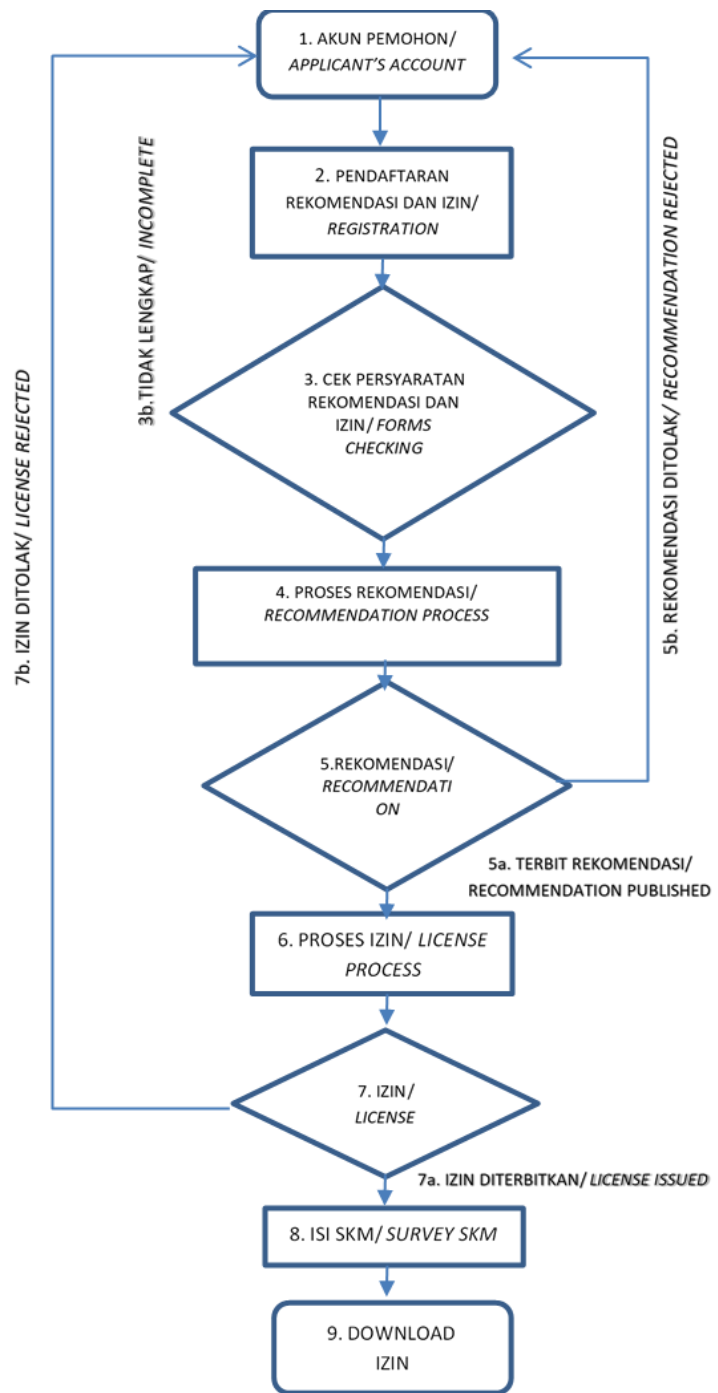 1. AKUN PEMOHON/
APPLICANT'S ACCOUNT
2. PENDAFTARAN
REKOMENDASI DAN IZIN/
REGISTRATION
3b.TIDAK LENGKAP/ INCOMPLETE
3. CEK PERSYARATAN
REKOMENDASI DAN
IZIN/ FORMS
CHECKING
4. PROSES REKOMENDASI/
RECOMMENDATION PROCESS
5b. REKOMENDASI DITOLAK/ RECOMMENDATION REJECTED
7b. IZIN DITOLAK/ LICENSE REJECTED
5.REKOMENDASI/
RECOMMENDATI
ON
5a. TERBIT REKOMENDASI/
RECOMMENDATION PUBLISHED
6. PROSES IZIN/ LICENSE
PROCESS
7. IZIN/
LICENSE
7a. IZIN DITERBITKAN/ LICENSE ISSUED
8. ISI SKM/ SURVEY SKM
9. DOWNLOAD
IZIN